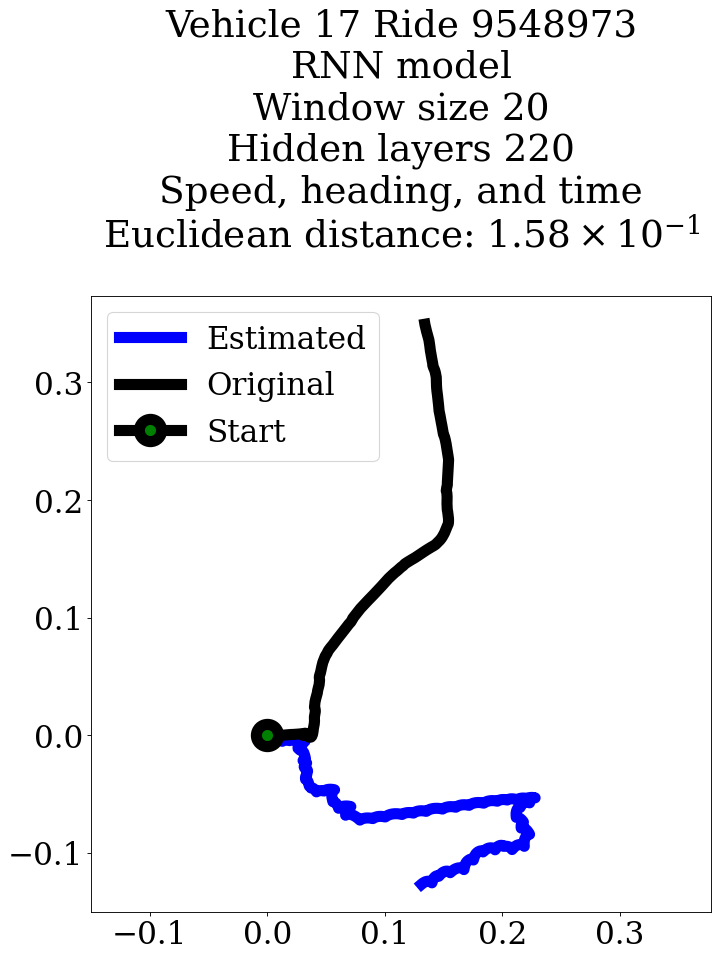 Vehicle 17 Ride 9548973
RNN model
Window size 20
Hidden layers 220
Speed, heading, and time
Euclidean distance: 1.58 × 10⁻¹
Estimated
Original
Start
0.3
0.2
0.1
0.0
−0.1
−0.1 0.0 0.1 0.2 0.3